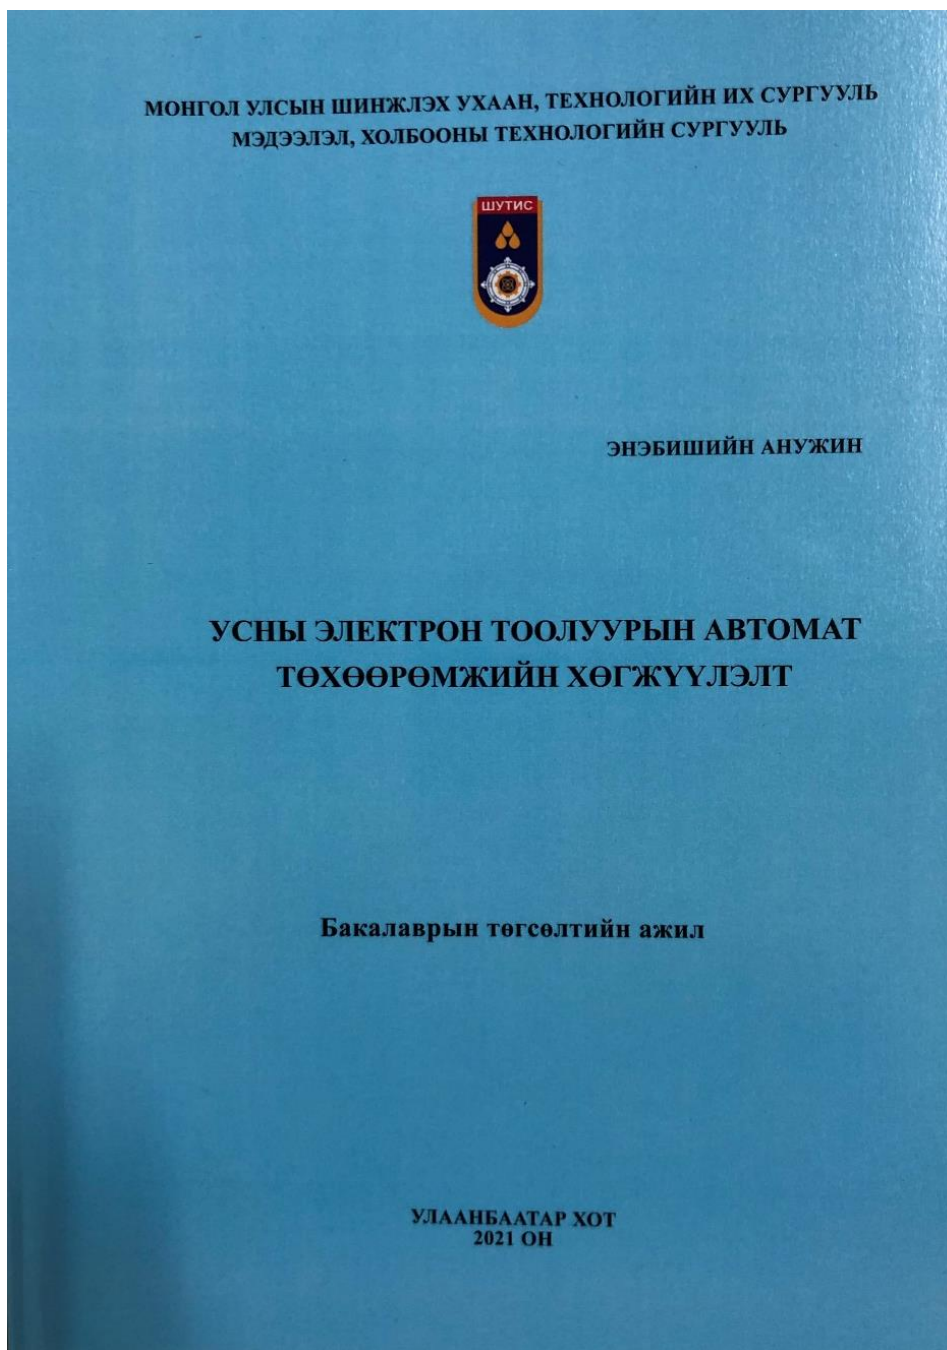 МОНГОЛ УЛСЫН ШИНЖЛЭХ УХААН, ТЕХНОЛОГИЙН ИХ СУРГУУЛЬ
МЭДЭЭЛЭЛ, ХОЛБООНЫ ТЕХНОЛОГИЙН СУРГУУЛЬ
ШУТИС
ЭНЭБИШИЙН АНУЖИН
УСНЫ ЭЛЕКТРОН ТООЛУУРЫН АВТОМАТ
ТӨХӨӨРӨМЖИЙН ХӨГЖҮҮЛЭЛТ
Бакалаврын төгсөлтийн ажил
УЛААНБААТАР ХОТ
2021 ОН